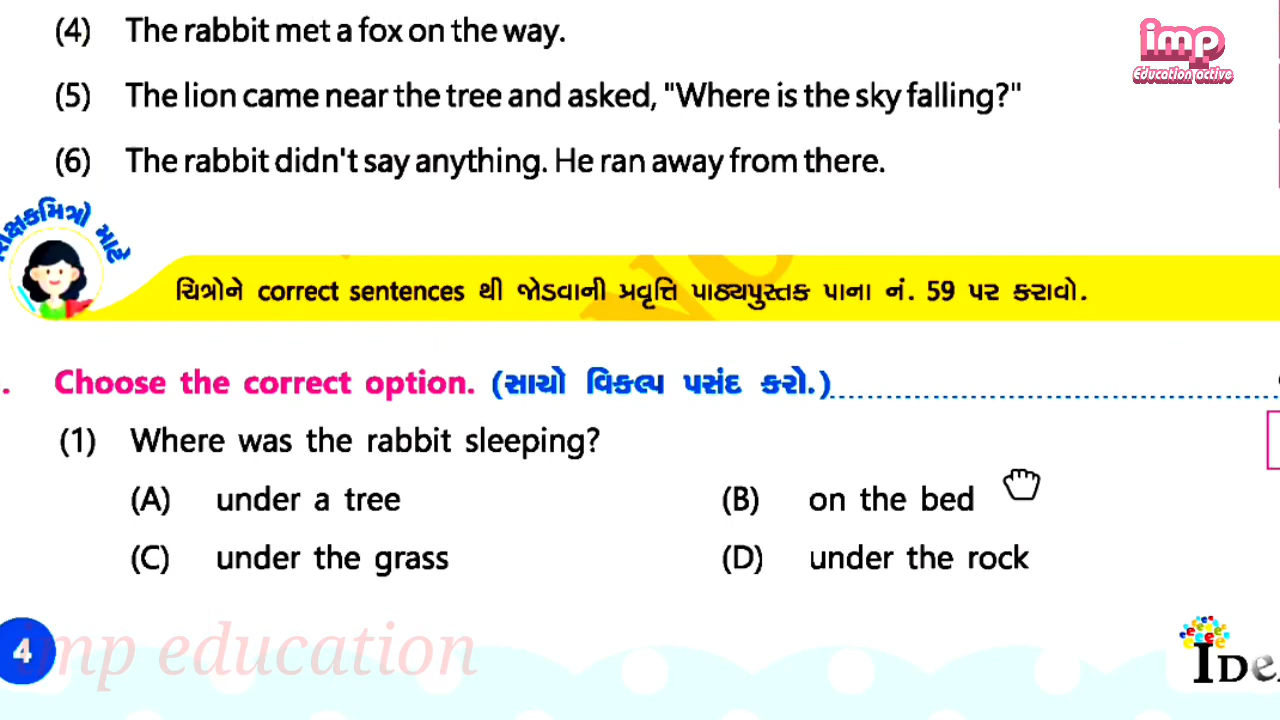 (4) The rabbit met a fox on the way.
imp
Education active
(5) The lion came near the tree and asked, "Where is the sky falling?"
(6) The rabbit didn't say anything. He ran away from there.
શિક્ષકમિત્રો માટે
ચિત્રોને correct sentences થી જોડવાની પ્રવૃત્તિ પાઠ્યપુસ્તક પાના નં. 59 પર કરાવો.
. Choose the correct option. (સાચો વિકલ્પ પસંદ કરો.)
(1) Where was the rabbit sleeping?
(A) under a tree (B) on the bed
(C) under the grass (D) under the rock
4 imp education